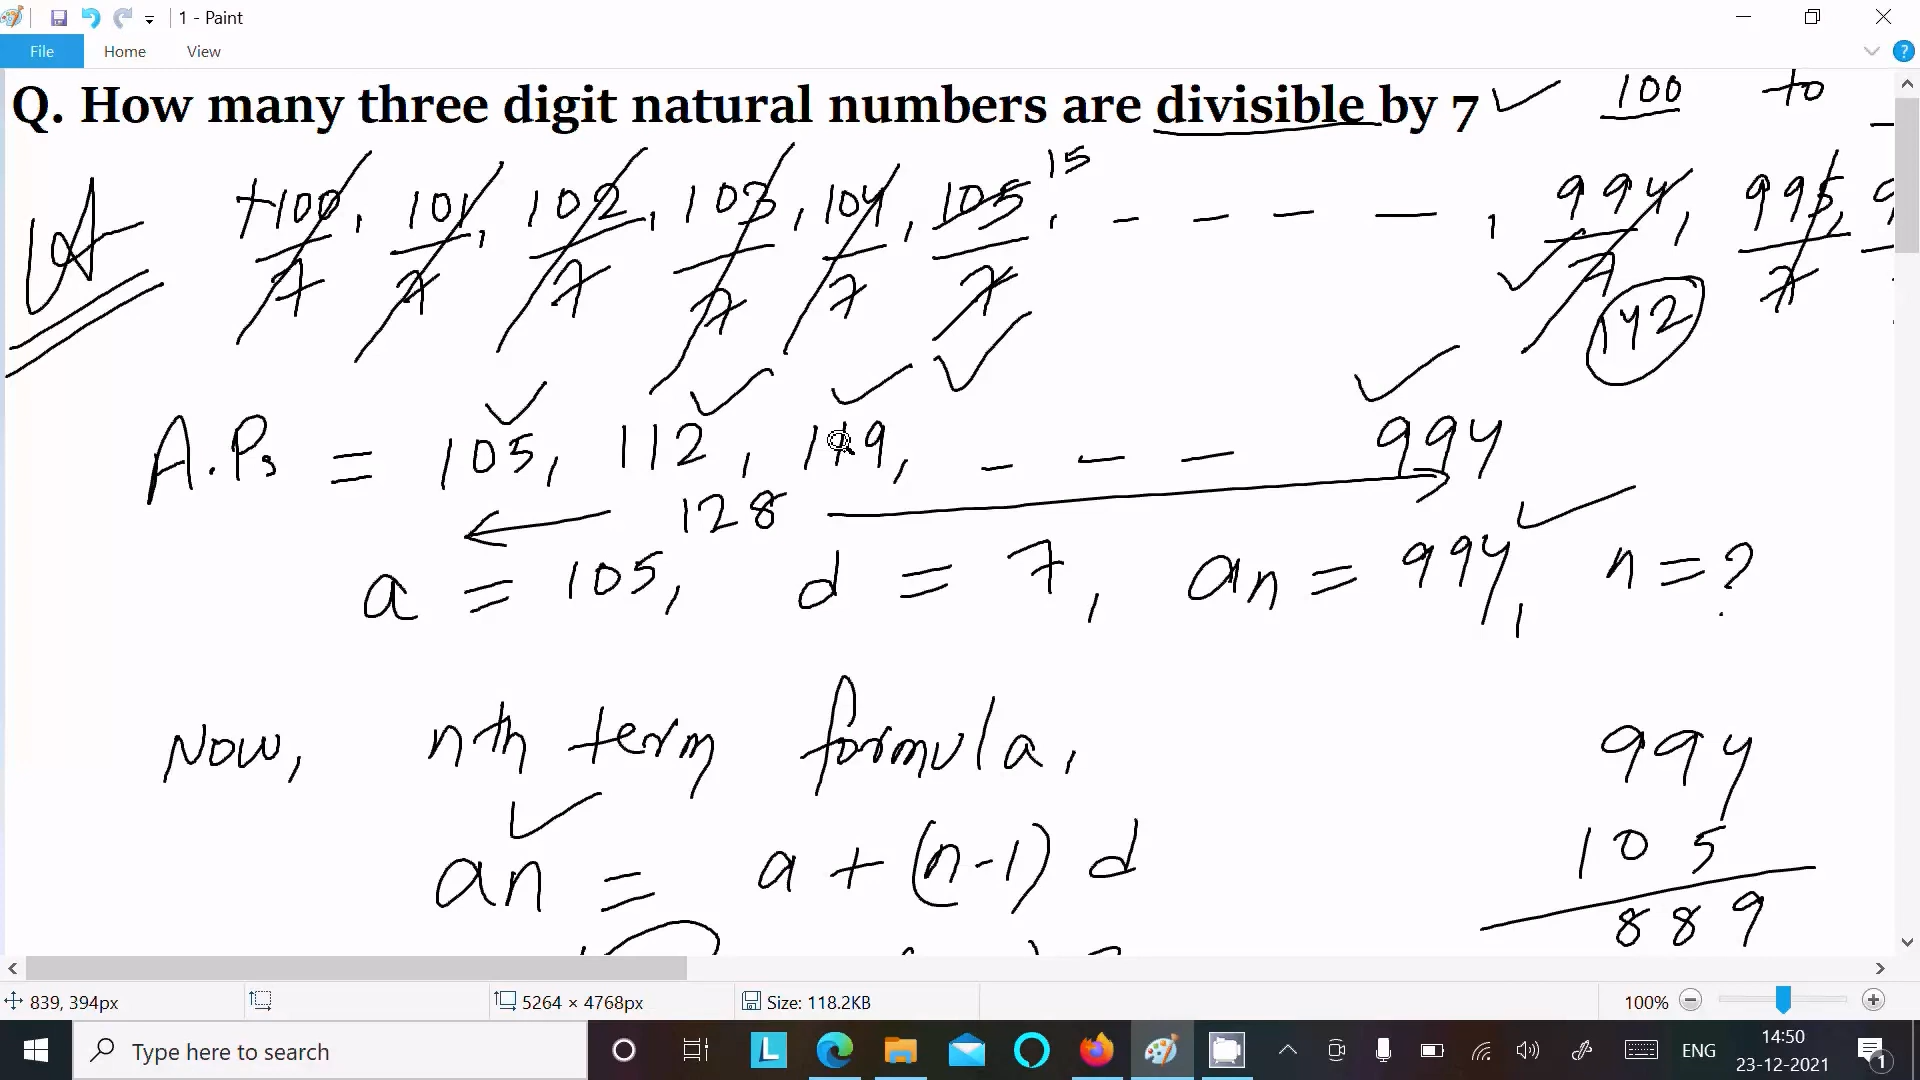 1 - Paint
File Home View
Q. How many three digit natural numbers are divisible by 7 100 to
+100/7, 101/7, 102/7, 103/7, 104/7, 105/7, 15 - - - - , 994/7, 995/7
142
A.Ps = 105, 112, 119, - - - 994
128
a = 105, d = 7, an = 994, n = ?
Now, nth term formula,
994
an = a + (n-1) d
105
889
839, 394px 5264 × 4768px Size: 118.2KB 100%
Type here to search
L
ENG
14:50
23-12-2021
1